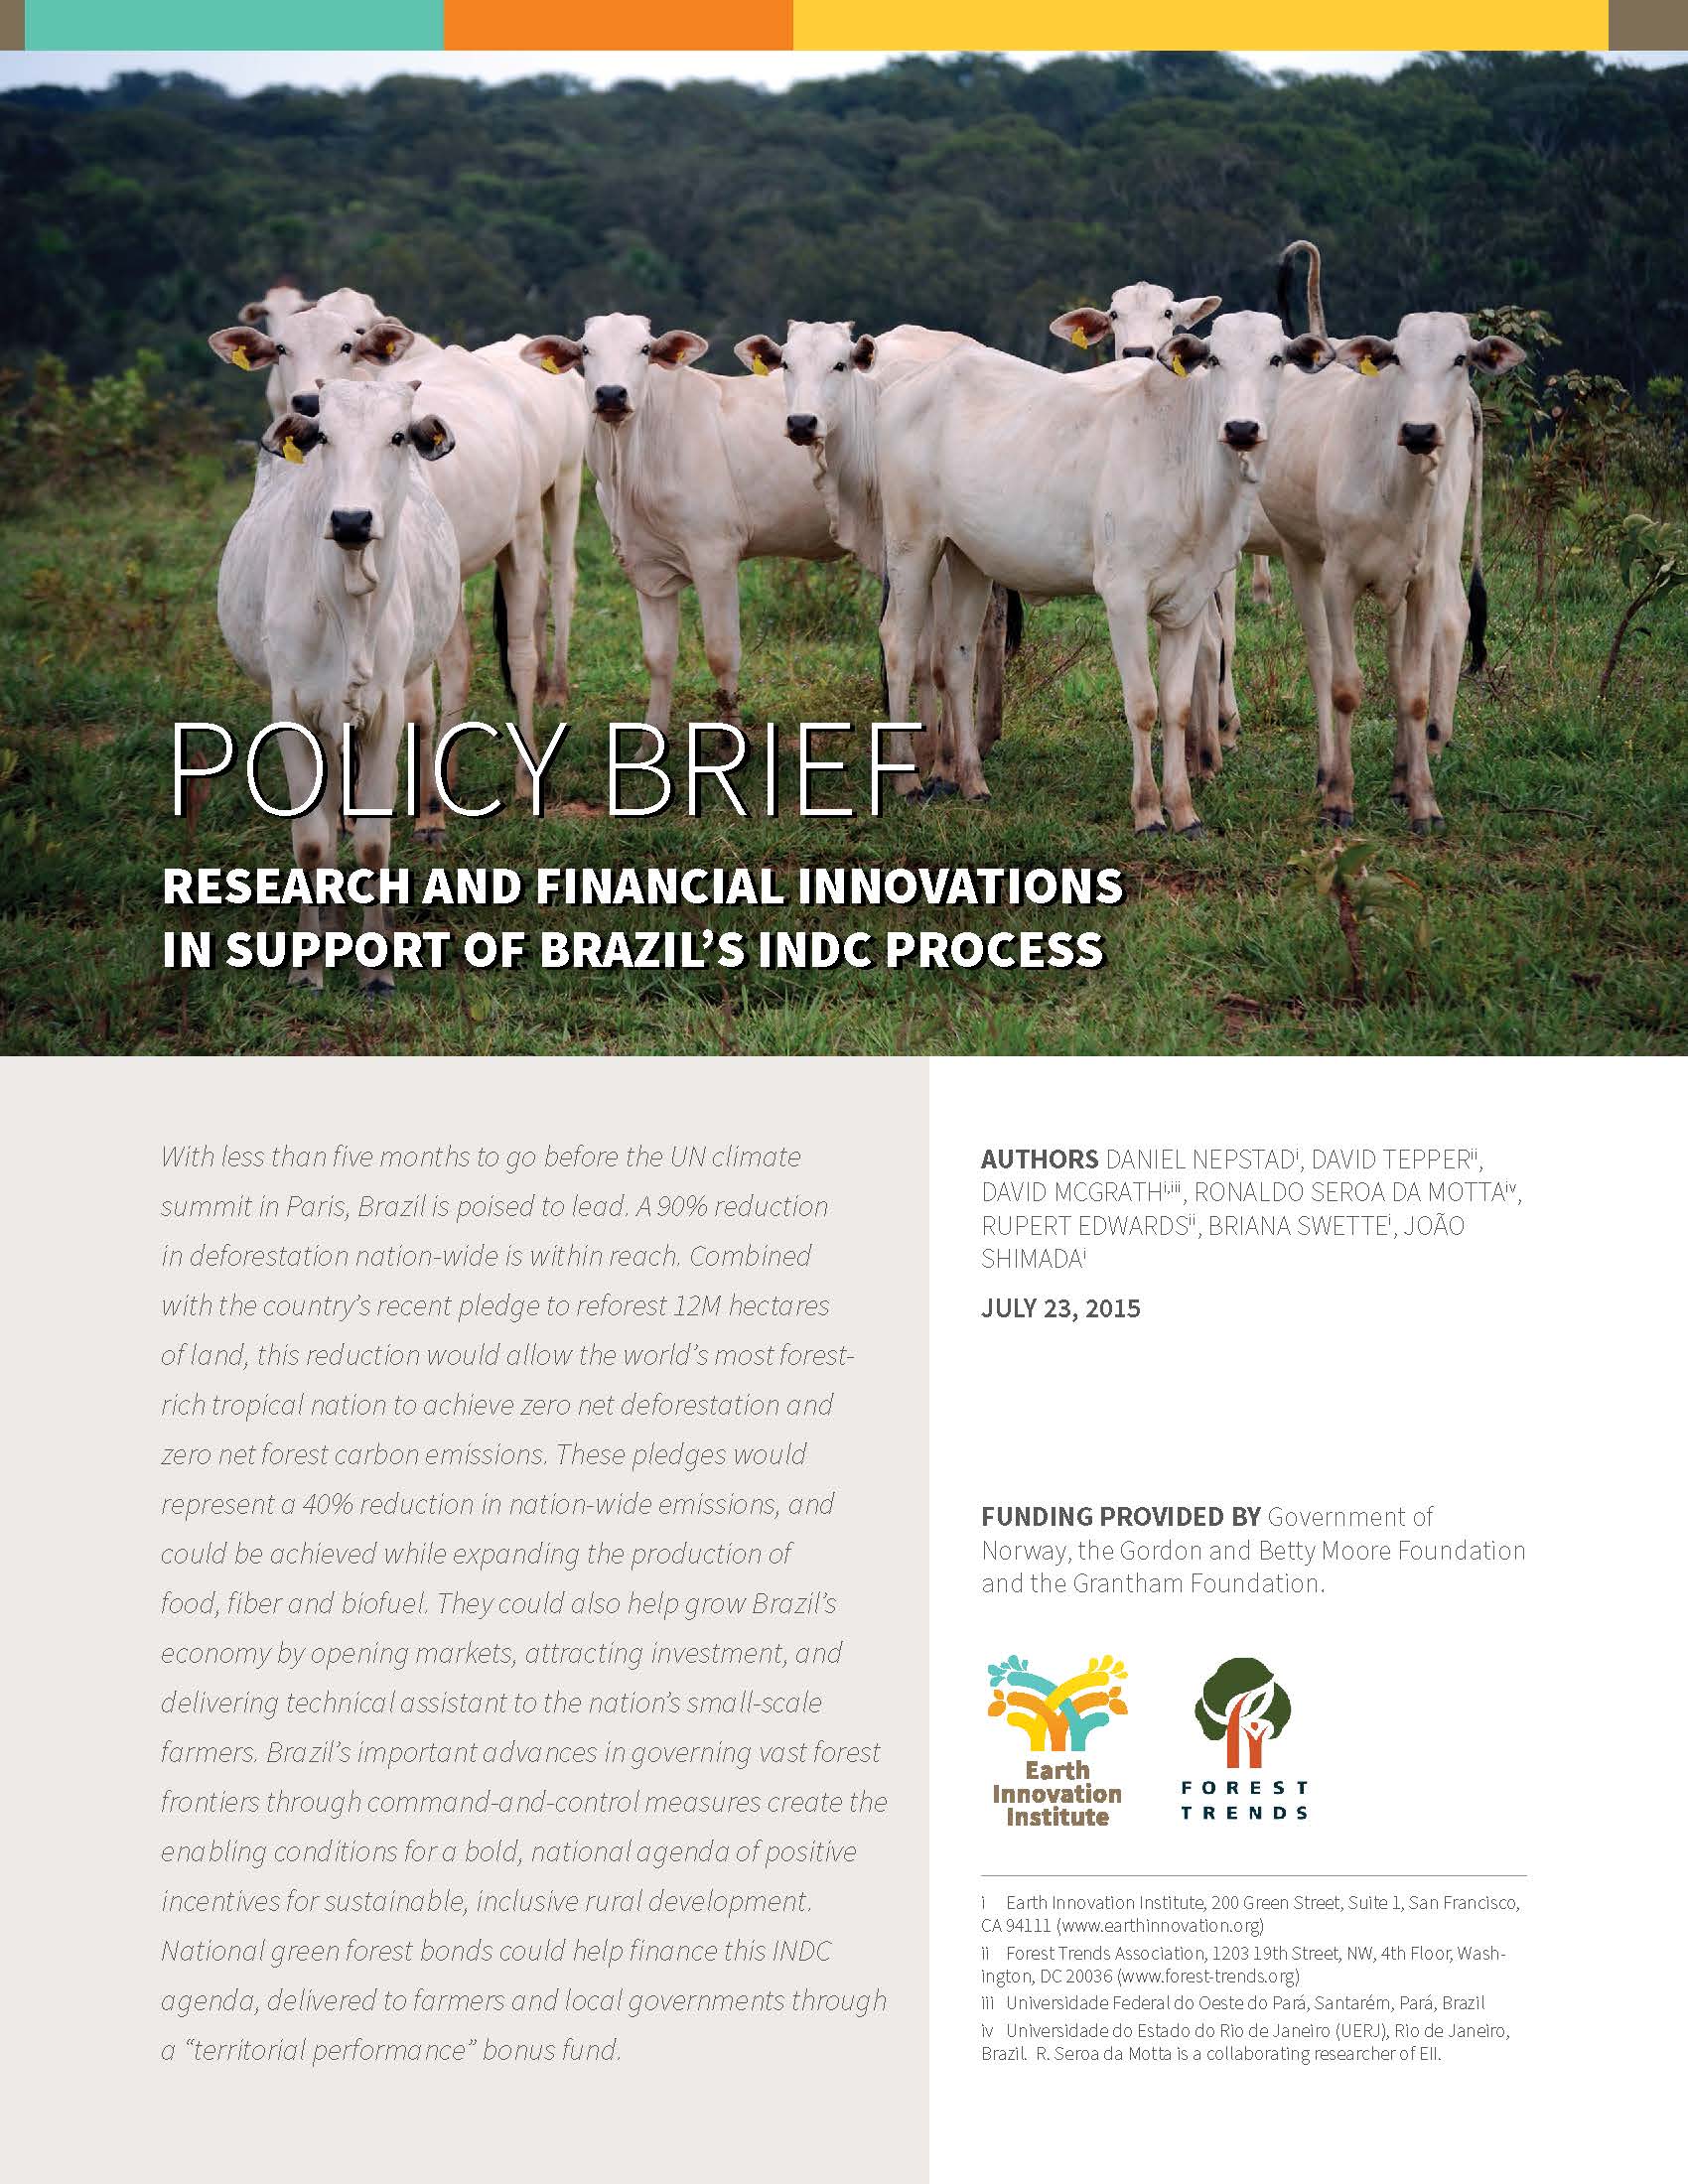 POLICY BRIEF
RESEARCH AND FINANCIAL INNOVATIONS
IN SUPPORT OF BRAZIL’S INDC PROCESS
With less than five months to go before the UN climate
summit in Paris, Brazil is poised to lead. A 90% reduction
in deforestation nation-wide is within reach. Combined
with the country’s recent pledge to reforest 12M hectares
of land, this reduction would allow the world’s most forest-
rich tropical nation to achieve zero net deforestation and
zero net forest carbon emissions. These pledges would
represent a 40% reduction in nation-wide emissions, and
could be achieved while expanding the production of
food, fiber and biofuel. They could also help grow Brazil’s
economy by opening markets, attracting investment, and
delivering technical assistant to the nation’s small-scale
farmers. Brazil’s important advances in governing vast forest
frontiers through command-and-control measures create the
enabling conditions for a bold, national agenda of positive
incentives for sustainable, inclusive rural development.
National green forest bonds could help finance this INDC
agenda, delivered to farmers and local governments through
a “territorial performance” bonus fund.
AUTHORS DANIEL NEPSTADⁱ, DAVID TEPPERⁱⁱ,
DAVID MCGRATHⁱ,ⁱⁱⁱ, RONALDO SEROA DA MOTTAⁱᵛ,
RUPERT EDWARDSⁱⁱ, BRIANA SWETTEⁱ, JOÃO
SHIMADAⁱ
JULY 23, 2015
FUNDING PROVIDED BY Government of
Norway, the Gordon and Betty Moore Foundation
and the Grantham Foundation.
Earth
Innovation
Institute
FOREST
TRENDS
i Earth Innovation Institute, 200 Green Street, Suite 1, San Francisco,
CA 94111 (www.earthinnovation.org)
ii Forest Trends Association, 1203 19th Street, NW, 4th Floor, Wash-
ington, DC 20036 (www.forest-trends.org)
iii Universidade Federal do Oeste do Pará, Santarém, Pará, Brazil
iv Universidade do Estado do Rio de Janeiro (UERJ), Rio de Janeiro,
Brazil. R. Seroa da Motta is a collaborating researcher of EII.